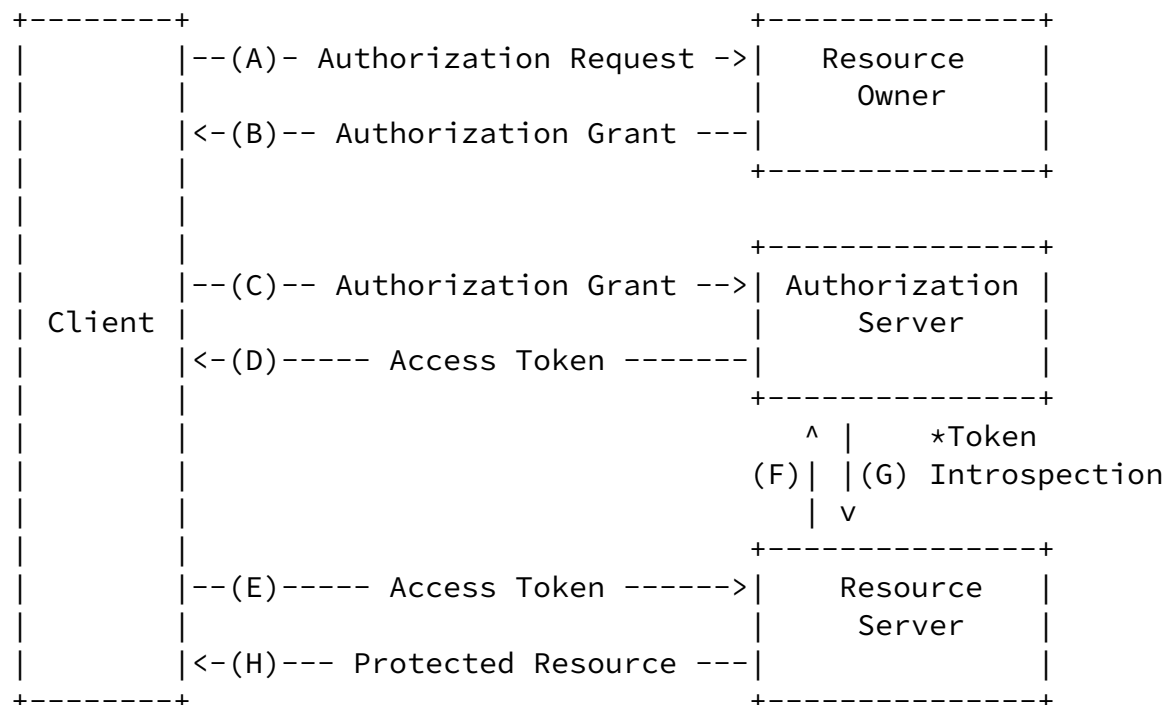 +--------+                               +---------------+
|        |--(A)- Authorization Request ->|   Resource    |
|        |                               |     Owner     |
|        |<-(B)-- Authorization Grant ---|               |
|        |                               +---------------+
|        |
|        |                               +---------------+
|        |--(C)-- Authorization Grant -->| Authorization |
| Client |                               |     Server    |
|        |<-(D)----- Access Token -------|               |
|        |                               +---------------+
|        |                                  ^ |    *Token
|        |                               (F)| |(G) Introspection
|        |                                  | v
|        |                               +---------------+
|        |--(E)----- Access Token ------>|    Resource   |
|        |                               |     Server    |
|        |<-(H)--- Protected Resource ---|               |
+--------+                               +---------------+